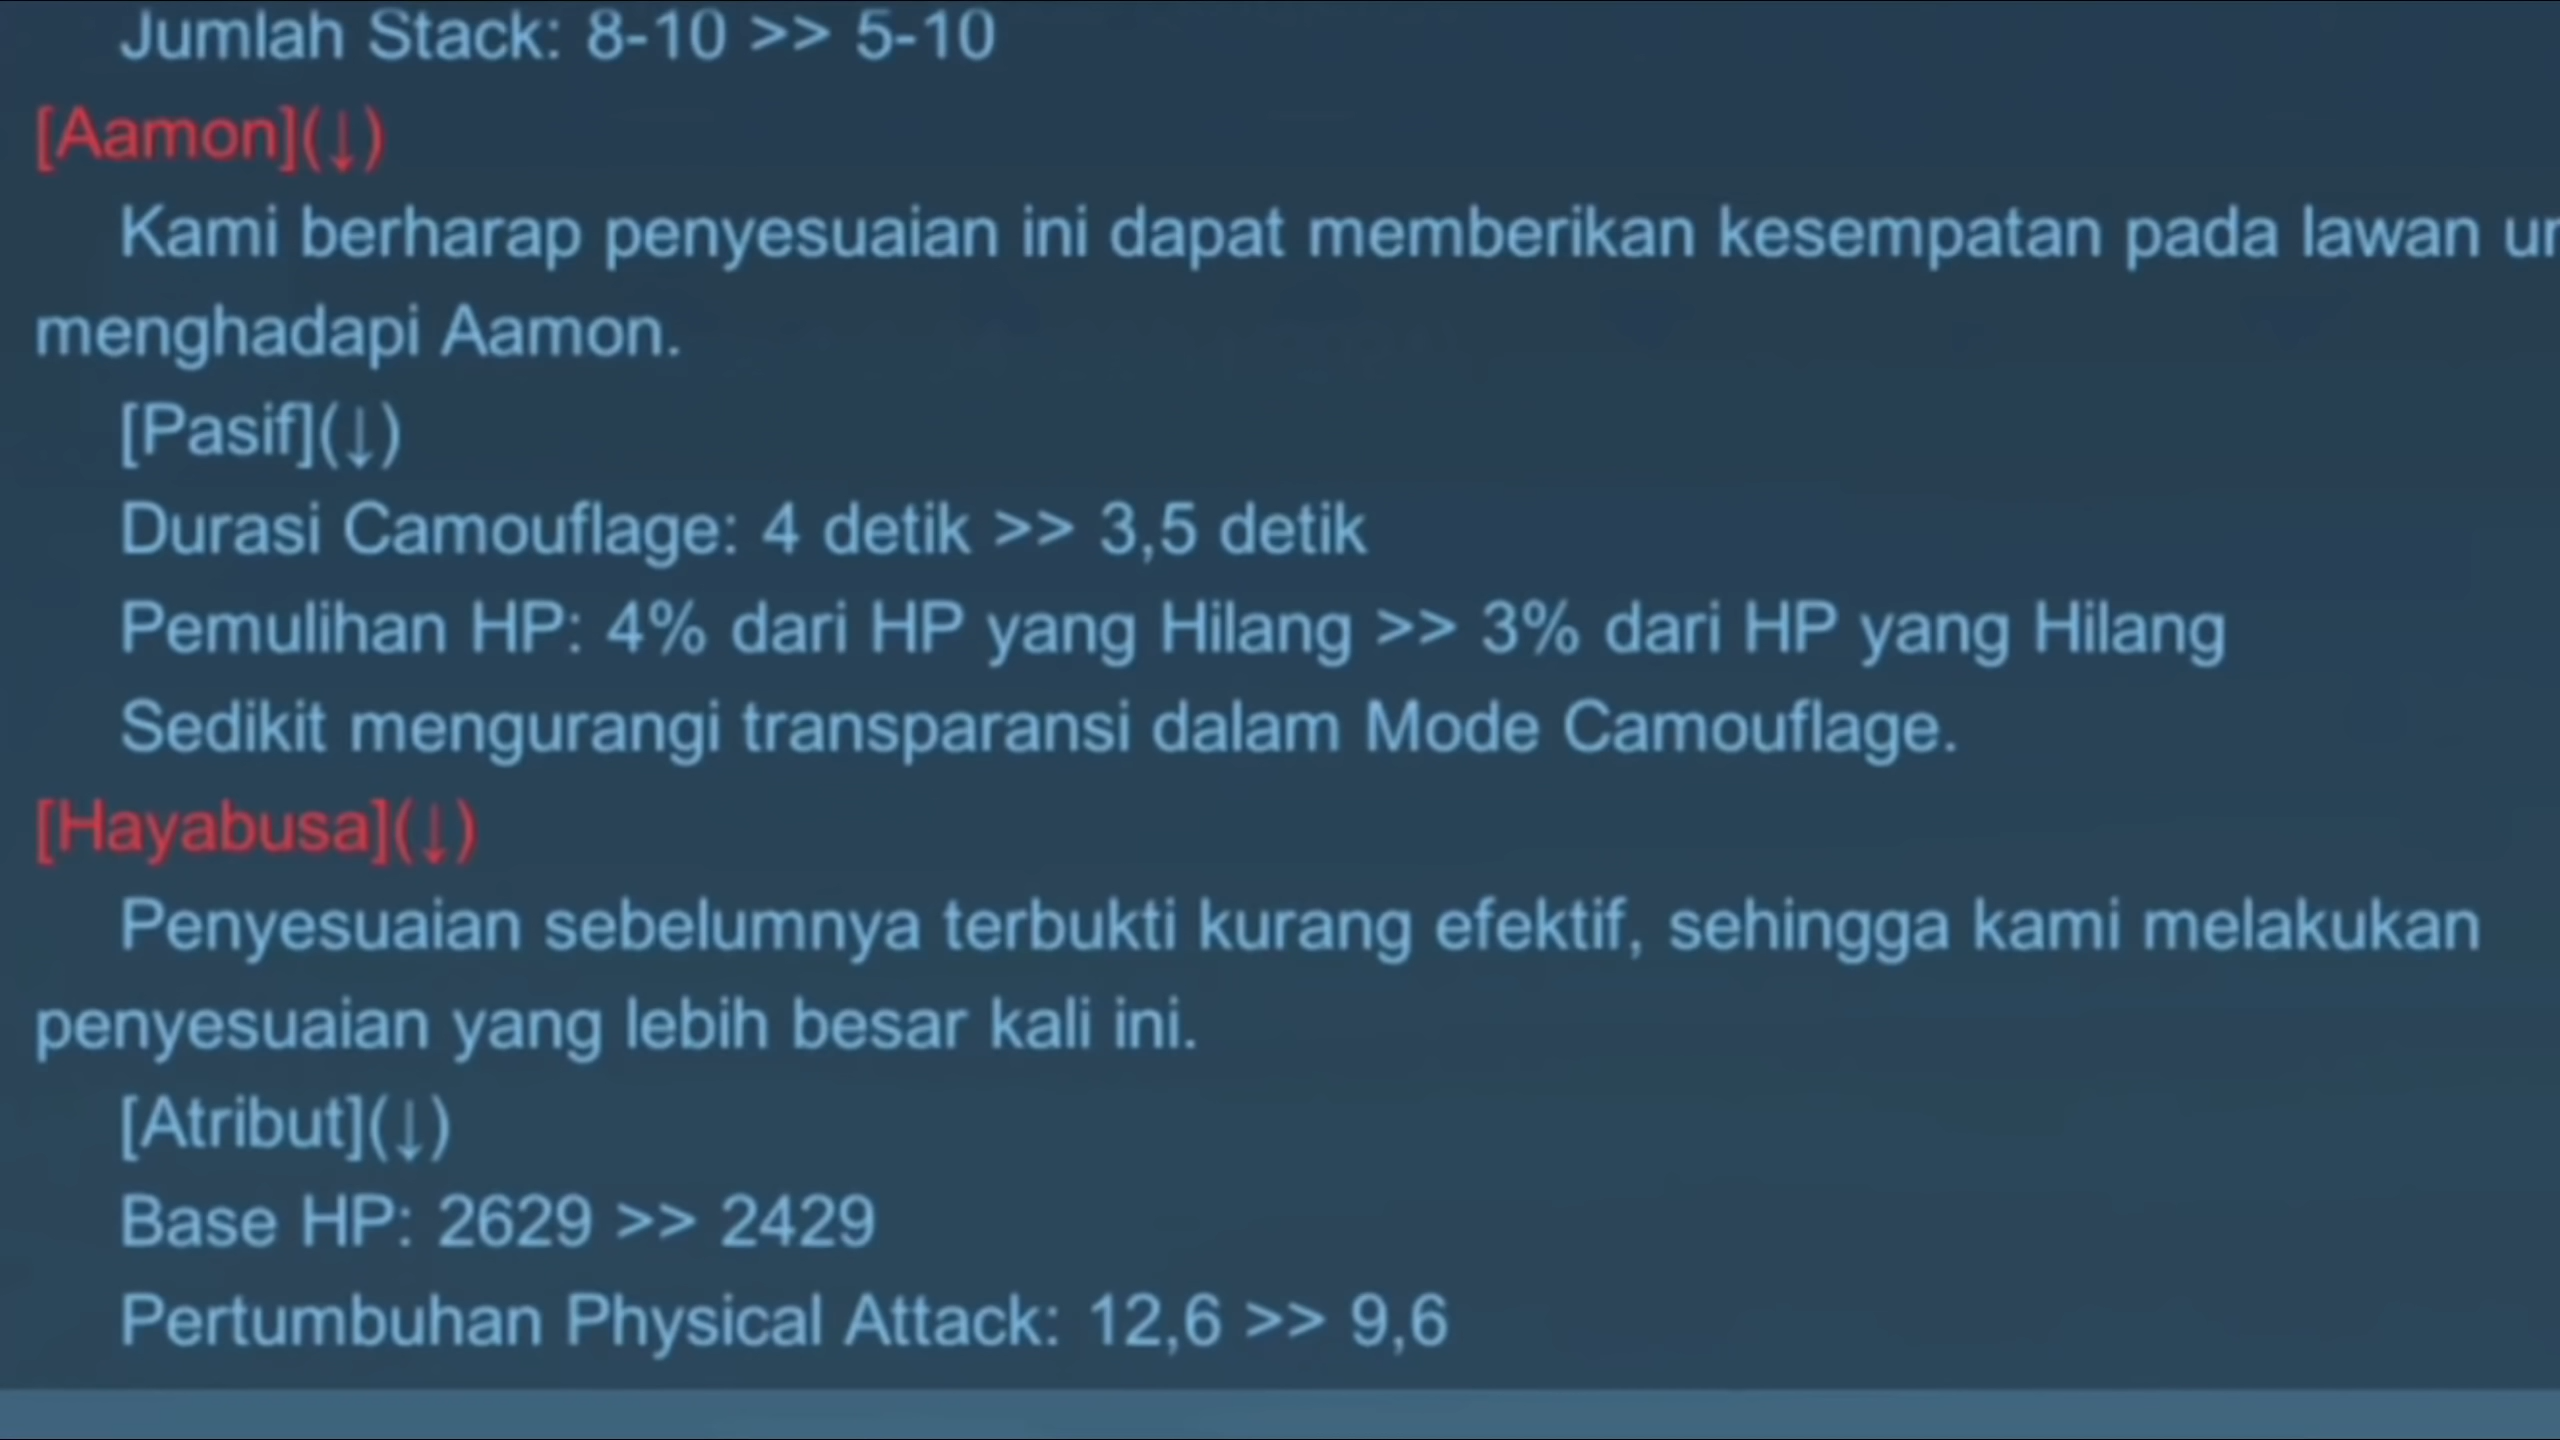 Jumlah Stack: 8-10 >> 5-10
[Aamon](↓)
Kami berharap penyesuaian ini dapat memberikan kesempatan pada lawan
menghadapi Aamon.
[Pasif](↓)
Durasi Camouflage: 4 detik >> 3,5 detik
Pemulihan HP: 4% dari HP yang Hilang >> 3% dari HP yang Hilang
Sedikit mengurangi transparansi dalam Mode Camouflage.
[Hayabusa](↓)
Penyesuaian sebelumnya terbukti kurang efektif, sehingga kami melakukan
penyesuaian yang lebih besar kali ini.
[Atribut](↓)
Base HP: 2629 >> 2429
Pertumbuhan Physical Attack: 12,6 >> 9,6